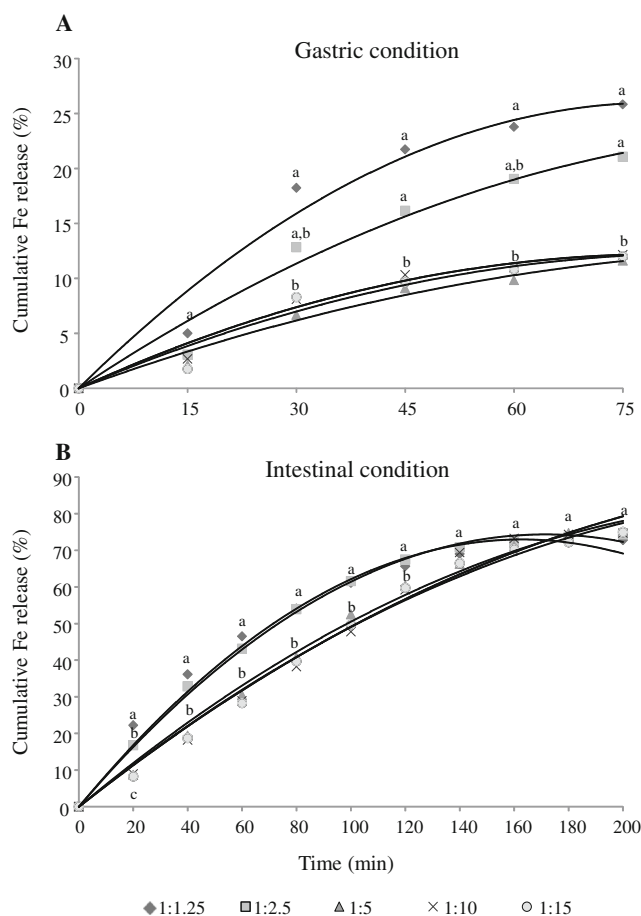 A
Gastric condition
Cumulative Fe release (%)
30
25
20
15
10
5
0
a
a
a
a
a
a
a,b
a
a,b
b
b
b
b
0 15 30 45 60 75
B
Intestinal condition
Cumulative Fe release (%)
90
80
70
60
50
40
30
20
10
0
a
a
a
a
a
a
a
a
a
a
b
b
b
b
b
b
c
0 20 40 60 80 100 120 140 160 180 200
Time (min)
1:1.25 1:2.5 1:5 1:10 1:15